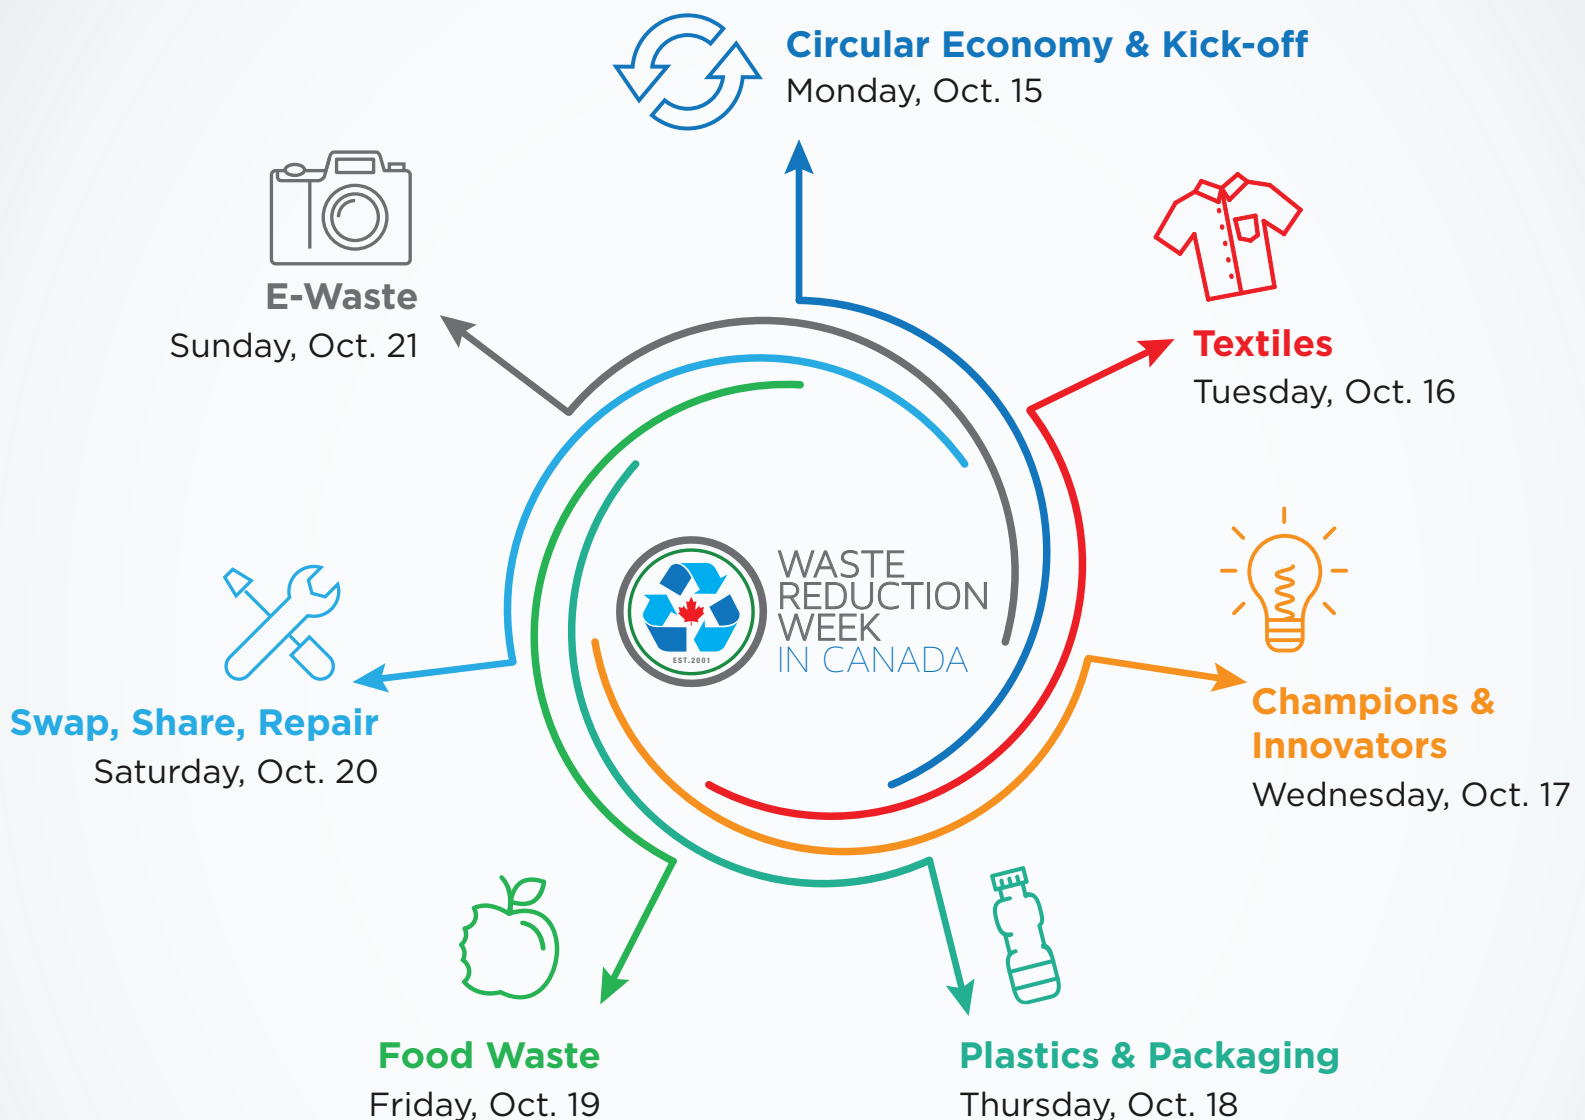 Circular Economy & Kick-off
Monday, Oct. 15
Textiles
Tuesday, Oct. 16
Champions &
Innovators
Wednesday, Oct. 17
Plastics & Packaging
Thursday, Oct. 18
Food Waste
Friday, Oct. 19
Swap, Share, Repair
Saturday, Oct. 20
E-Waste
Sunday, Oct. 21
EST.2001
WASTE
REDUCTION
WEEK
IN CANADA